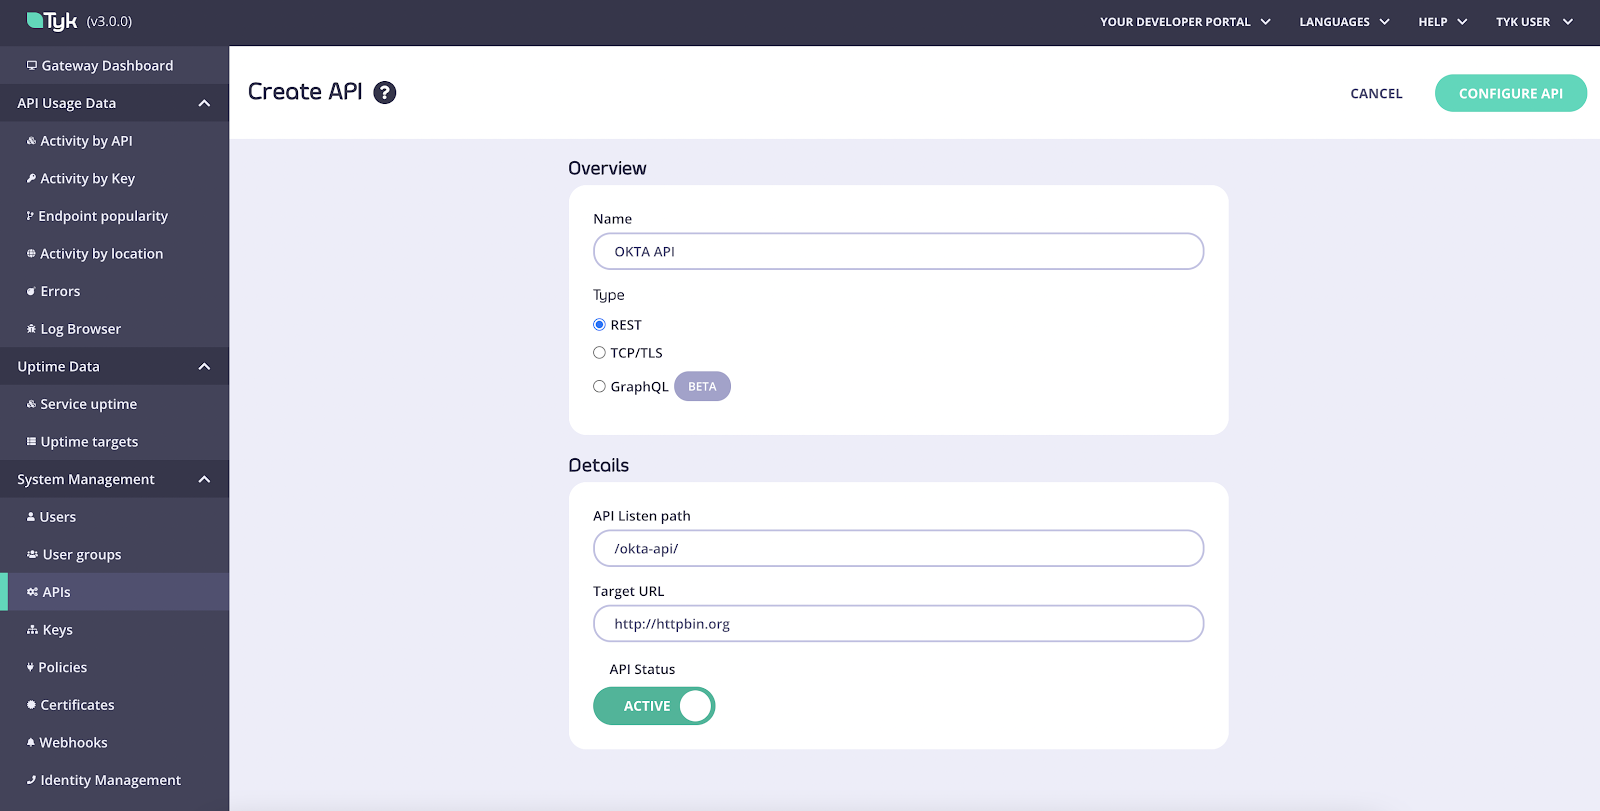 Tyk (v3.0.0)
YOUR DEVELOPER PORTAL LANGUAGES HELP TYK USER
Gateway Dashboard
API Usage Data
Activity by API
Activity by Key
Endpoint popularity
Activity by location
Errors
Log Browser
Uptime Data
Service uptime
Uptime targets
System Management
Users
User groups
APIs
Keys
Policies
Certificates
Webhooks
Identity Management
Create API ?
CANCEL CONFIGURE API
Overview
Name
OKTA API
Type
REST
TCP/TLS
GraphQL BETA
Details
API Listen path
/okta-api/
Target URL
http://httpbin.org
API Status
ACTIVE